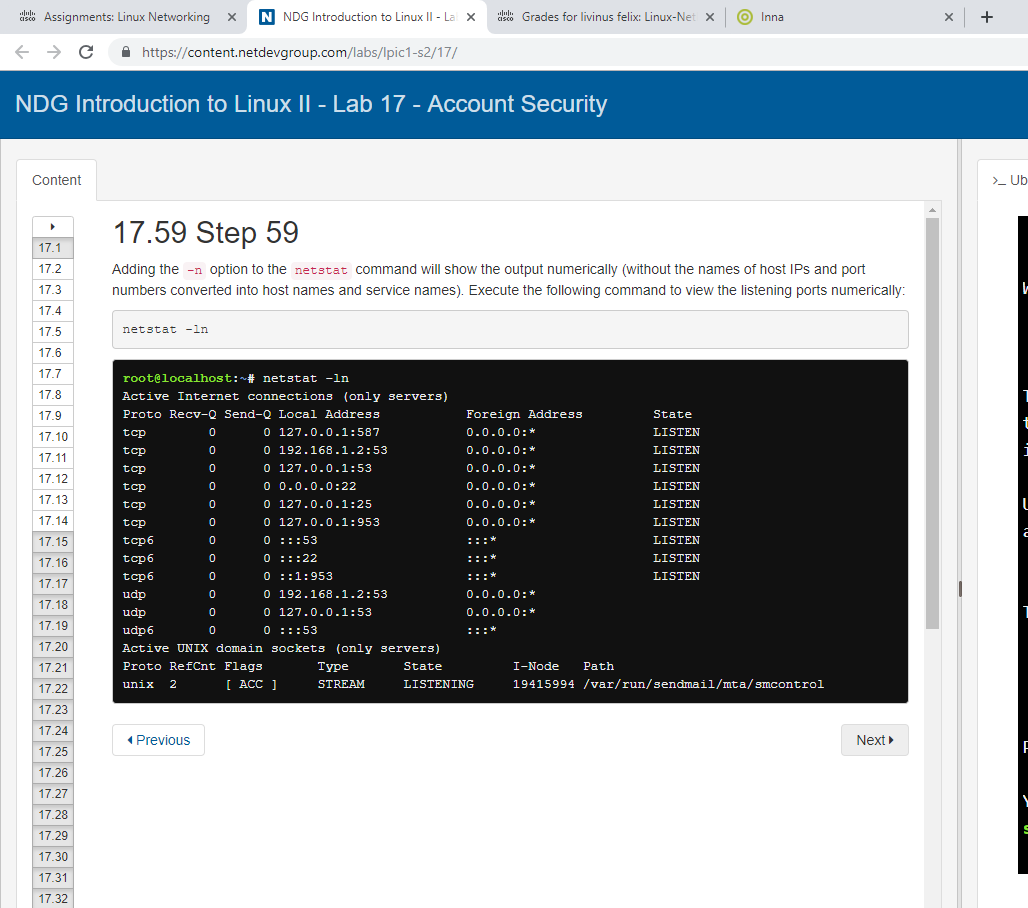 Assignments: Linux Networking
NDG Introduction to Linux II - La
Grades for livinus felix: Linux-Net
Inna
https://content.netdevgroup.com/labs/lpic1-s2/17/
NDG Introduction to Linux II - Lab 17 - Account Security
Content
>_ Ub
17.1
17.2
17.3
17.4
17.5
17.6
17.7
17.8
17.9
17.10
17.11
17.12
17.13
17.14
17.15
17.16
17.17
17.18
17.19
17.20
17.21
17.22
17.23
17.24
17.25
17.26
17.27
17.28
17.29
17.30
17.31
17.32
17.59 Step 59
Adding the -n option to the netstat command will show the output numerically (without the names of host IPs and port
numbers converted into host names and service names). Execute the following command to view the listening ports numerically:
netstat -ln
root@localhost:~# netstat -ln
Active Internet connections (only servers)
Proto Recv-Q Send-Q Local Address Foreign Address State
tcp 0 0 127.0.0.1:587 0.0.0.0:* LISTEN
tcp 0 0 192.168.1.2:53 0.0.0.0:* LISTEN
tcp 0 0 127.0.0.1:53 0.0.0.0:* LISTEN
tcp 0 0 0.0.0.0:22 0.0.0.0:* LISTEN
tcp 0 0 127.0.0.1:25 0.0.0.0:* LISTEN
tcp 0 0 127.0.0.1:953 0.0.0.0:* LISTEN
tcp6 0 0 :::53 :::* LISTEN
tcp6 0 0 :::22 :::* LISTEN
tcp6 0 0 ::1:953 :::* LISTEN
udp 0 0 192.168.1.2:53 0.0.0.0:*
udp 0 0 127.0.0.1:53 0.0.0.0:*
udp6 0 0 :::53 :::*
Active UNIX domain sockets (only servers)
Proto RefCnt Flags Type State I-Node Path
unix 2 [ ACC ] STREAM LISTENING 19415994 /var/run/sendmail/mta/smcontrol
Previous
Next